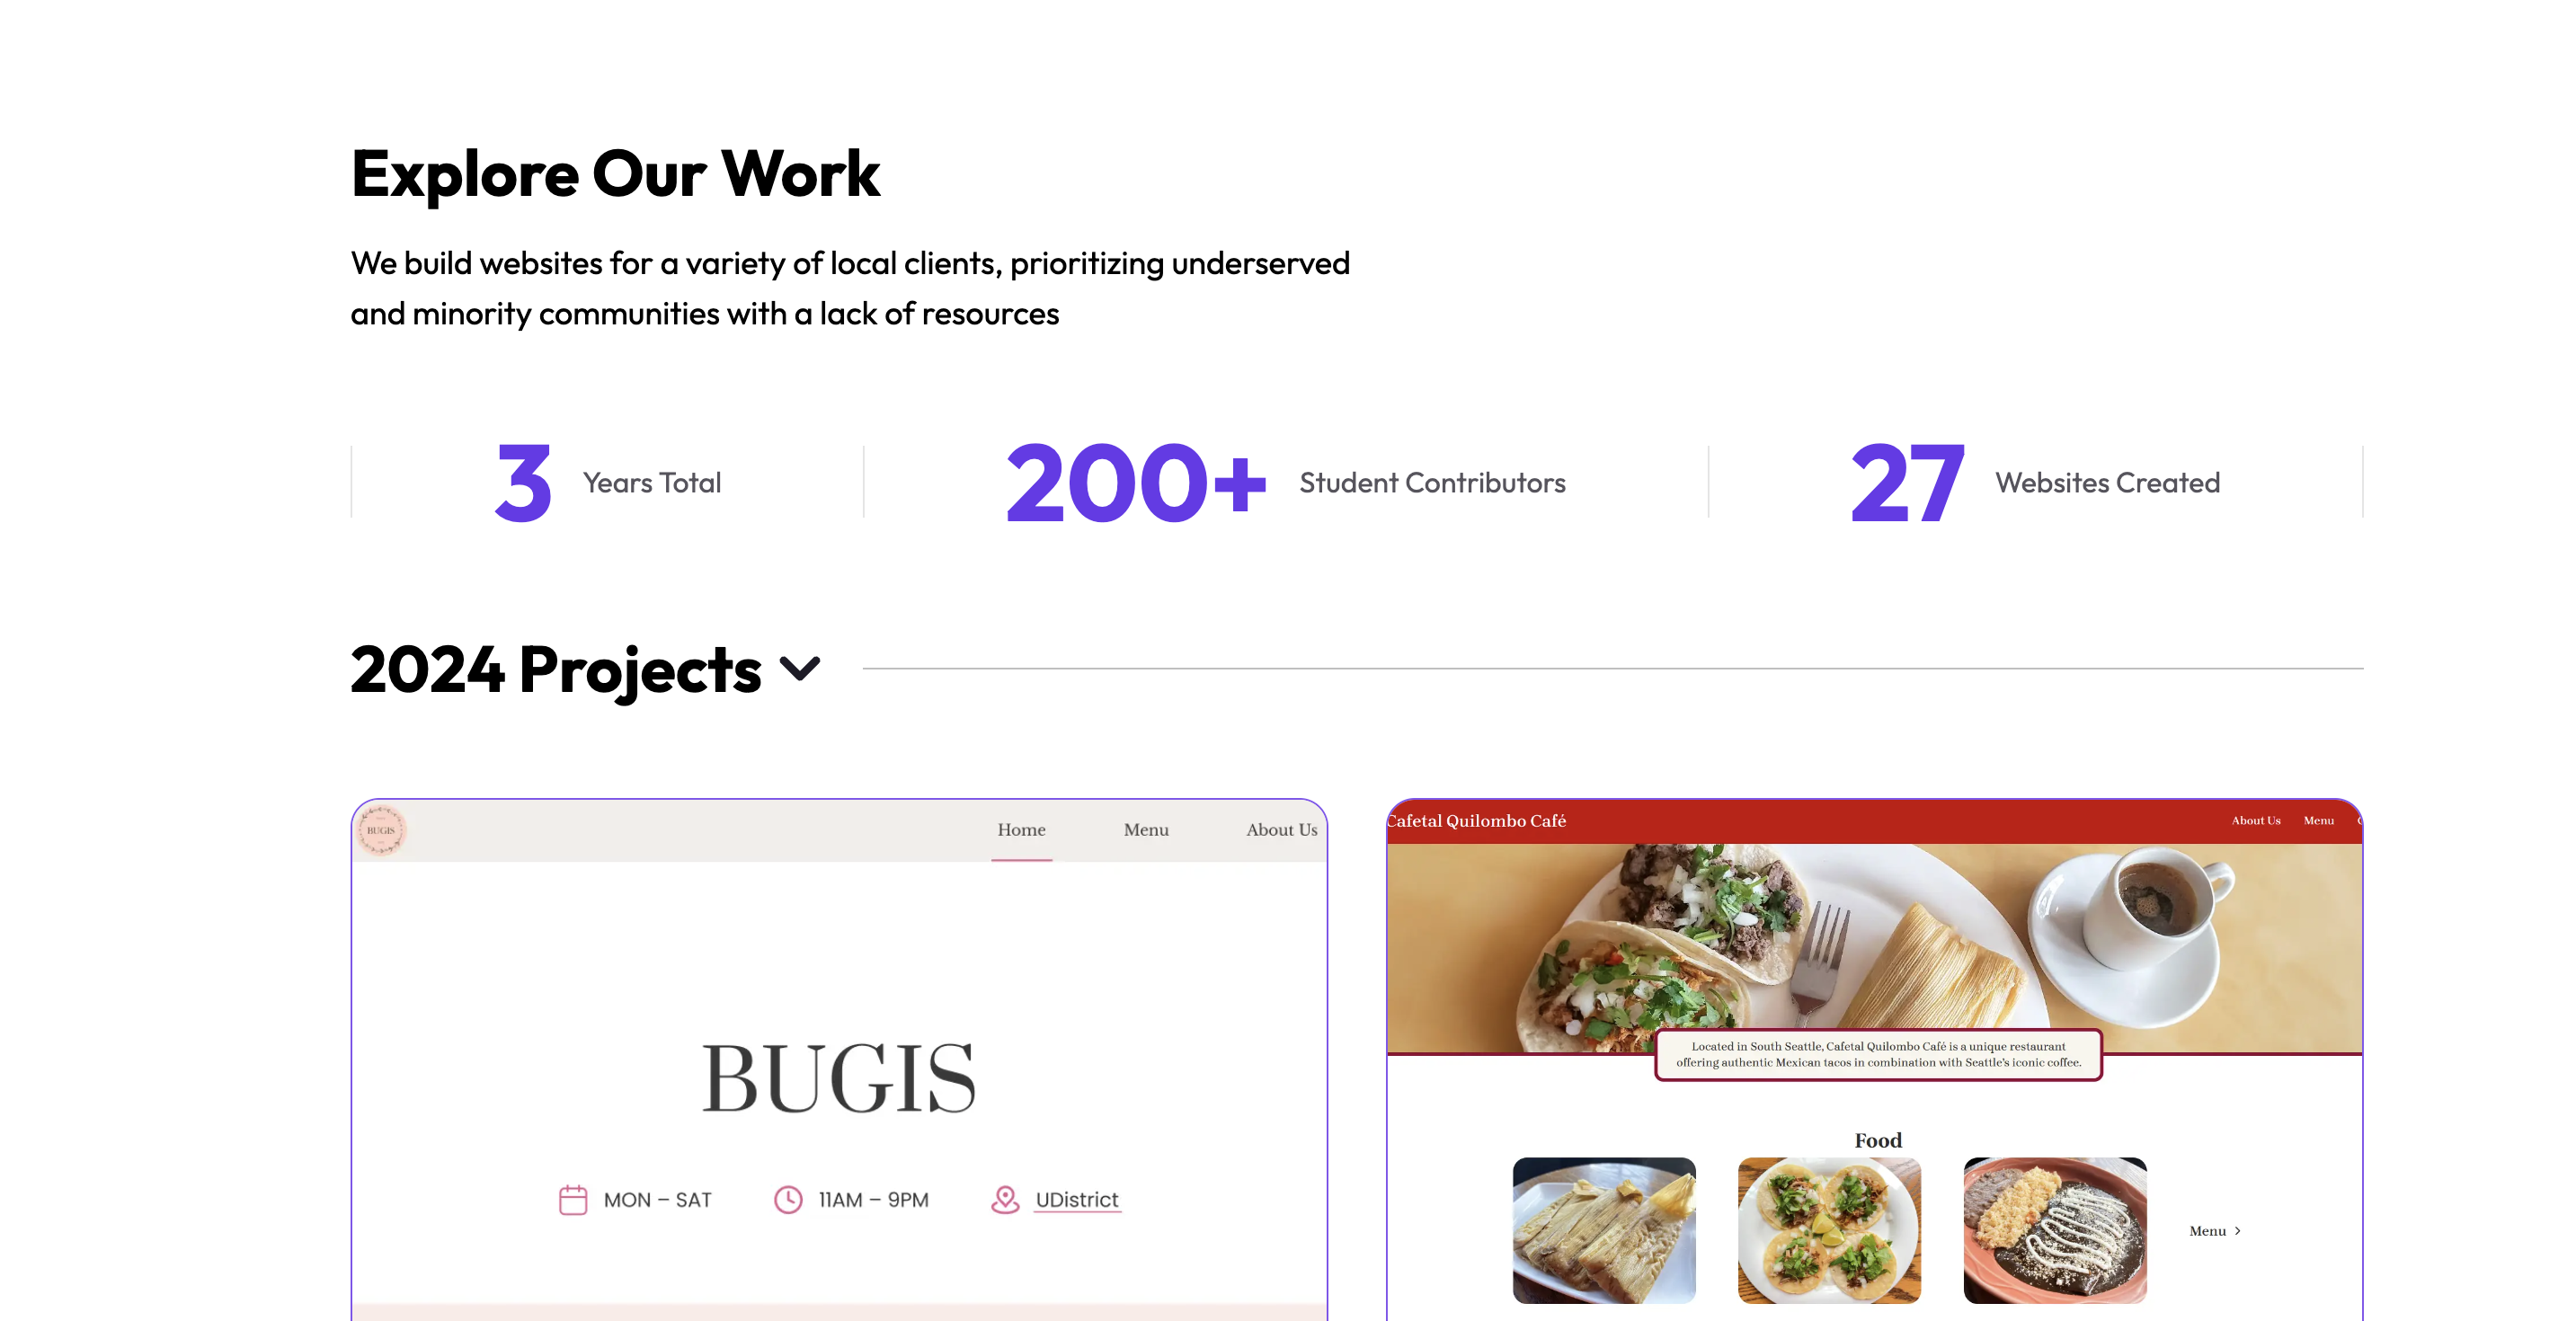 Explore Our Work
We build websites for a variety of local clients, prioritizing underserved
and minority communities with a lack of resources
3 Years Total
200+ Student Contributors
27 Websites Created
2024 Projects
BUGIS
Home Menu About Us
BUGIS
MON – SAT 11AM – 9PM UDistrict
Cafetal Quilombo Café
About Us Menu
Located in South Seattle, Cafetal Quilombo Café is a unique restaurant
offering authentic Mexican tacos in combination with Seattle's iconic coffee.
Food
Menu